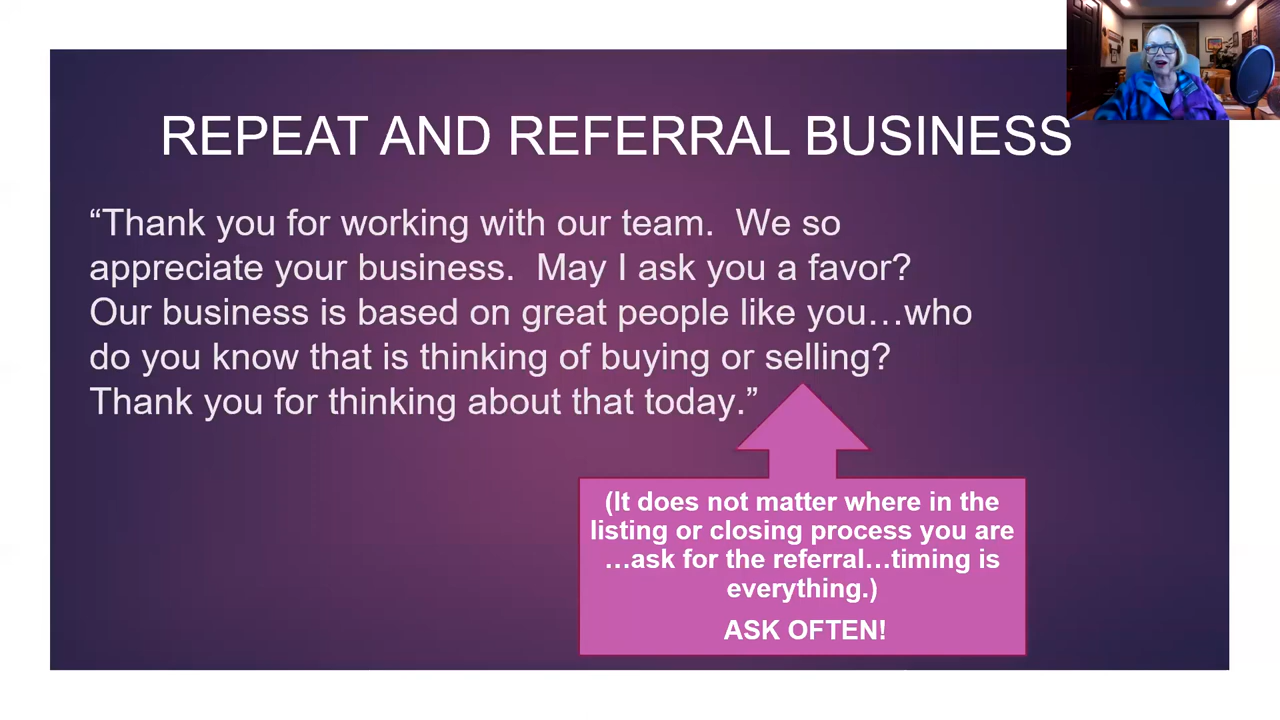 REPEAT AND REFERRAL BUSINESS
“Thank you for working with our team.  We so
appreciate your business.  May I ask you a favor?
Our business is based on great people like you…who
do you know that is thinking of buying or selling?
Thank you for thinking about that today.”
(It does not matter where in the
listing or closing process you are
…ask for the referral…timing is
everything.)
ASK OFTEN!